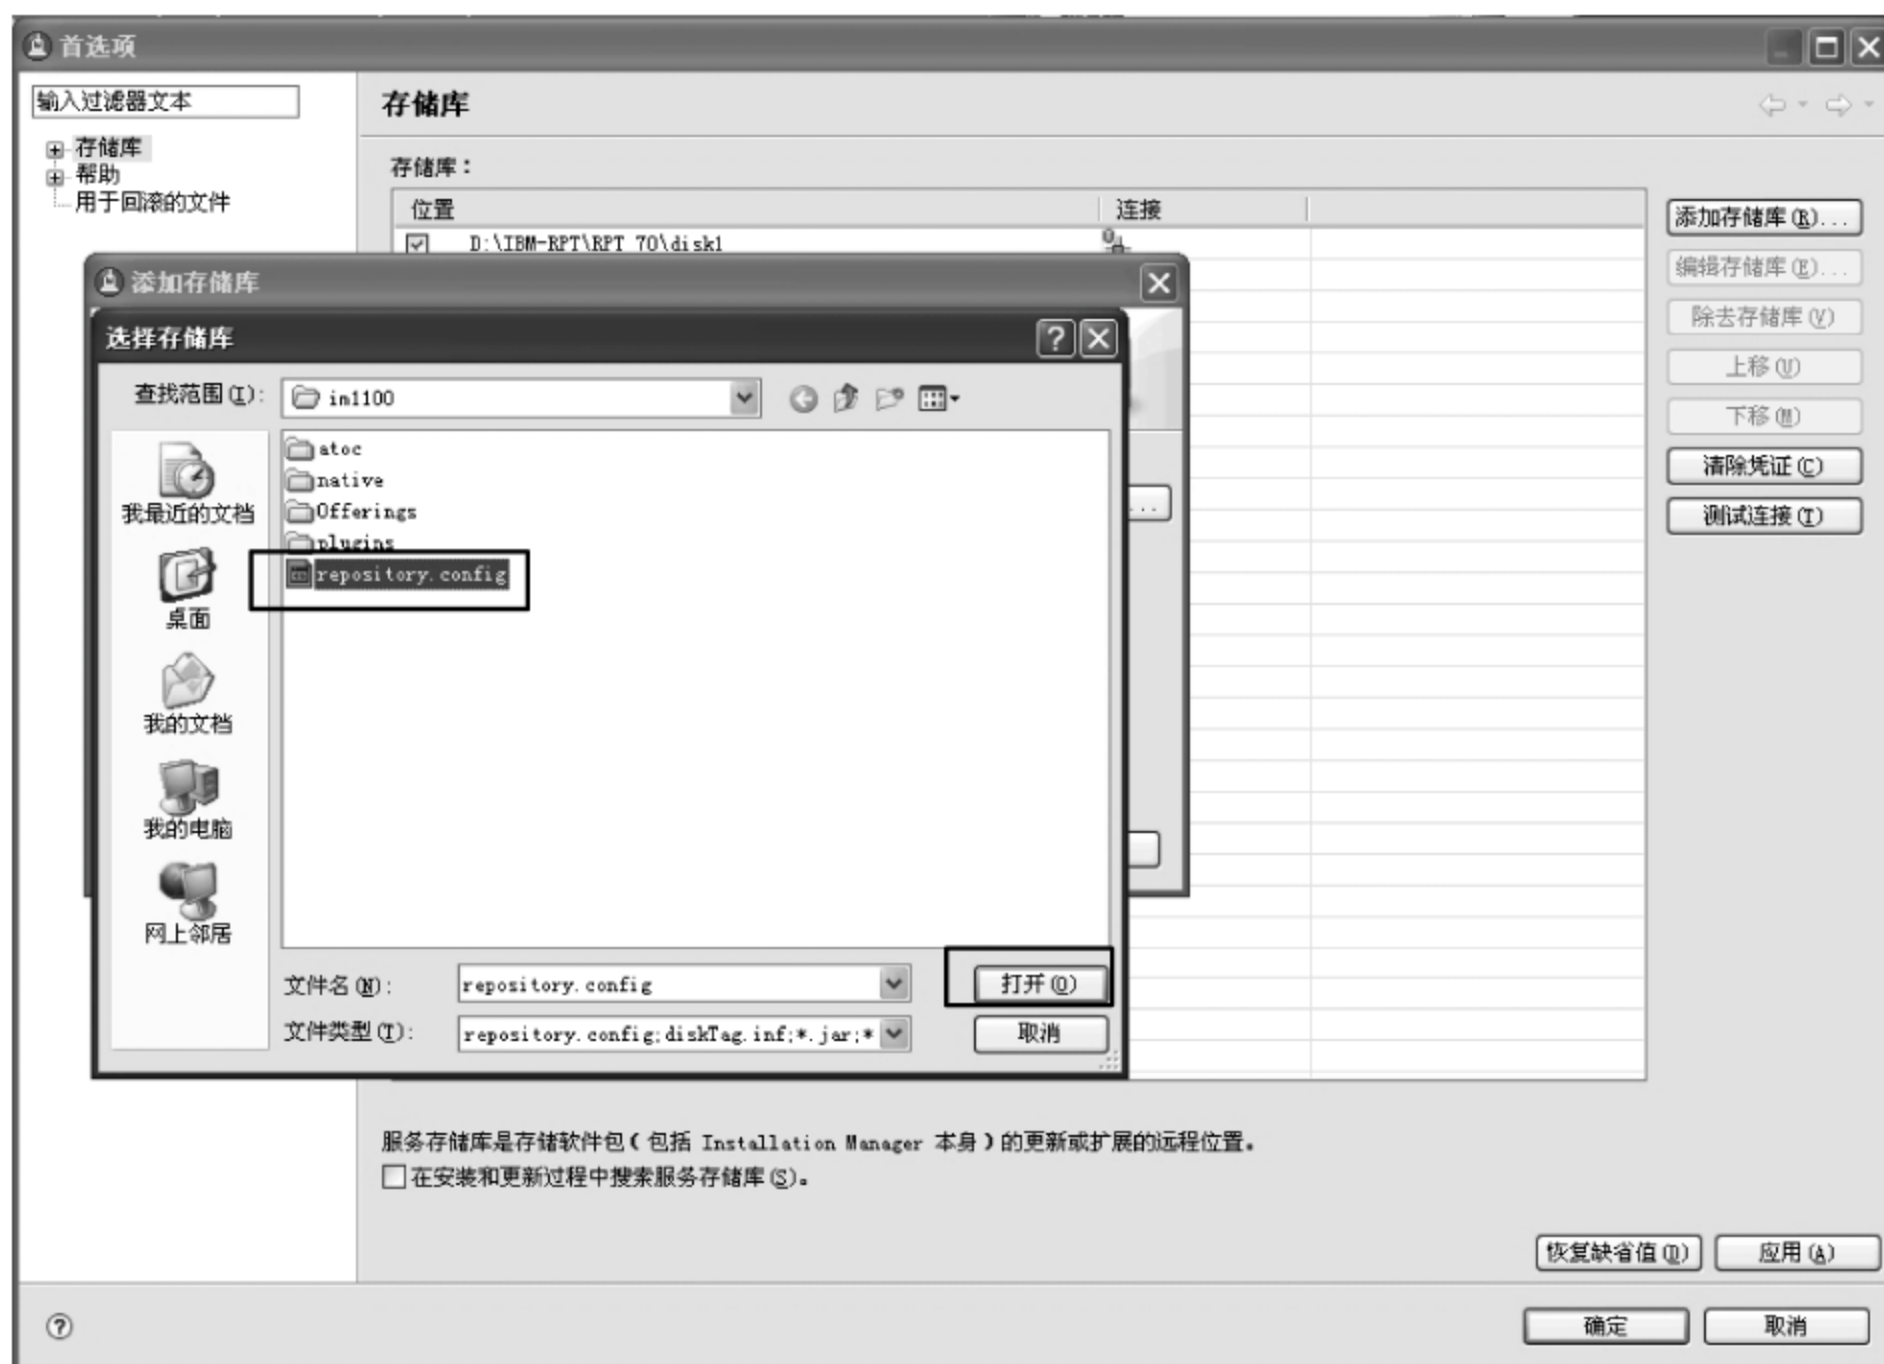 首选项
输入过滤器文本
存储库
帮助
用于回滚的文件
存储库
存储库：
位置 连接
D:\IBM-RPT\RPT 70\disk1
添加存储库(R)...
编辑存储库(E)...
除去存储库(V)
上移(U)
下移(M)
清除凭证(C)
测试连接(T)
添加存储库
...
选择存储库
查找范围(I): im1100
我最近的文档
桌面
我的文档
我的电脑
网上邻居
atoc
native
Offerings
plugins
repository.config
文件名(N): repository.config 打开(O)
文件类型(T): repository.config;diskTag.inf;*.jar;* 取消
服务存储库是存储软件包(包括 Installation Manager 本身)的更新或扩展的远程位置。
在安装和更新过程中搜索服务存储库(S)。
恢复缺省值(D) 应用(A)
确定 取消